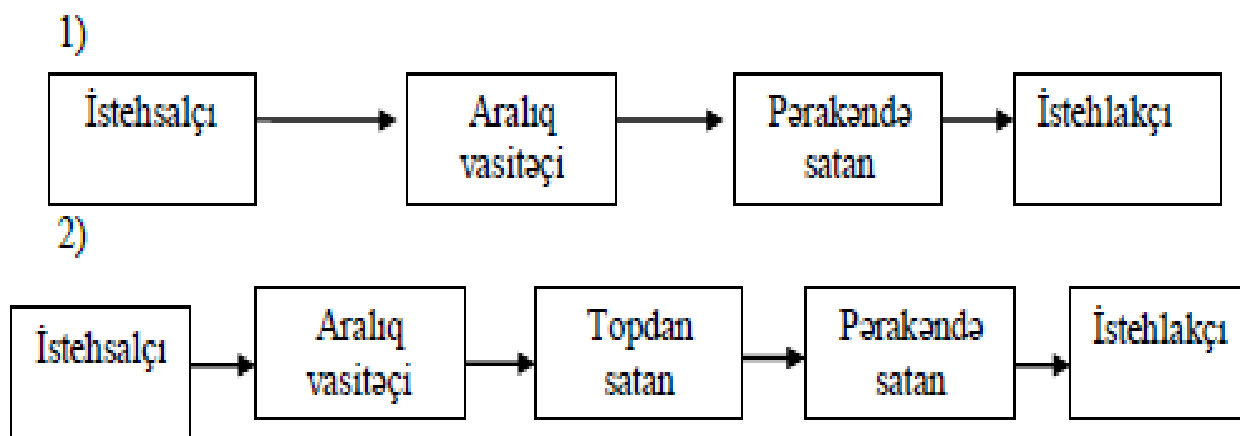 1)
İstehsalçı Aralıq Pərakəndə İstehlakçı
vasitəçi satan
2)
İstehsalçı Aralıq Topdan Pərakəndə İstehlakçı
vasitəçi satan satan